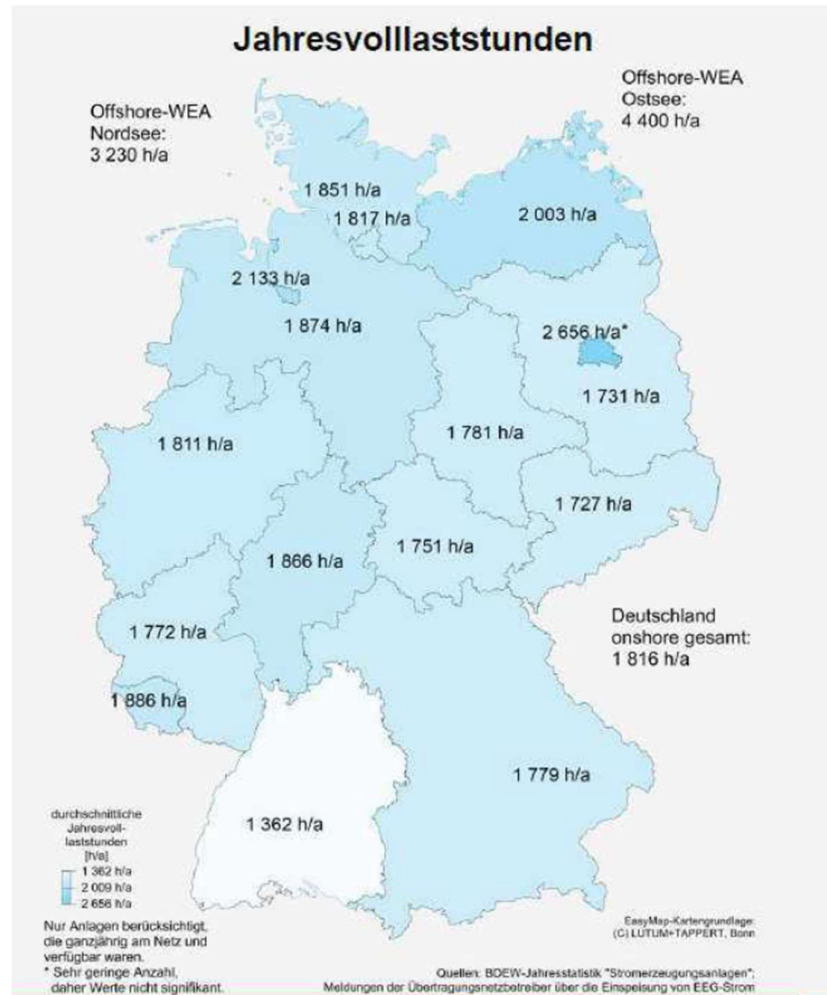 Jahresvolllaststunden
Offshore-WEA
Nordsee:
3 230 h/a
Offshore-WEA
Ostsee:
4 400 h/a
1 851 h/a
1 817 h/a
2 003 h/a
2 133 h/a
1 874 h/a
2 656 h/a*
1 731 h/a
1 811 h/a
1 781 h/a
1 727 h/a
1 866 h/a
1 751 h/a
1 772 h/a
Deutschland
onshore gesamt:
1 816 h/a
1 886 h/a
1 779 h/a
1 362 h/a
durchschnittliche
Jahresvoll-
laststunden
[h/a]
1 362 h/a
2 009 h/a
2 656 h/a
Nur Anlagen berücksichtigt,
die ganzjährig am Netz und
verfügbar waren.
* Sehr geringe Anzahl,
daher Werte nicht signifikant.
EasyMap-Kartengrundlage:
(C) LUTUM+TAPPERT, Bonn
Quellen: BDEW-Jahresstatistik "Stromerzeugungsanlagen";
Meldungen der Übertragungsnetzbetreiber über die Einspeisung von EEG-Strom